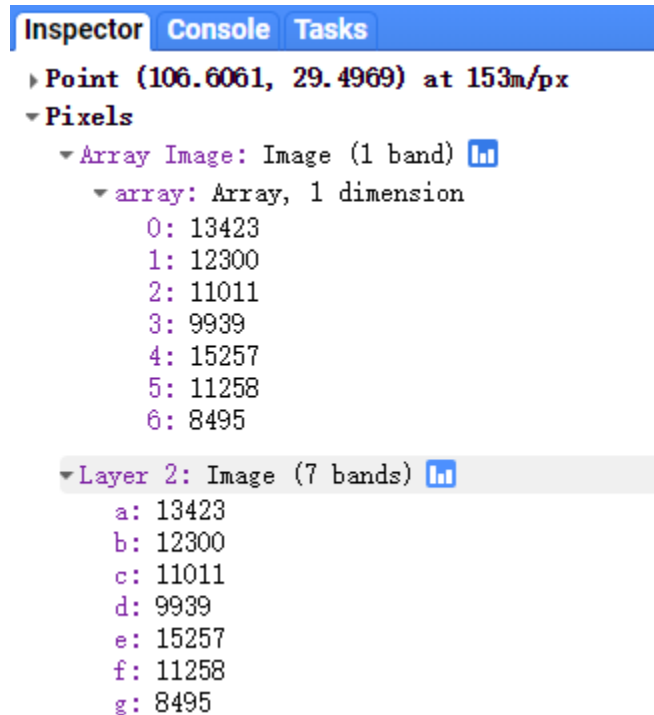 Inspector Console Tasks
Point (106.6061, 29.4969) at 153m/px
Pixels
Array Image: Image (1 band)
array: Array, 1 dimension
0: 13423
1: 12300
2: 11011
3: 9939
4: 15257
5: 11258
6: 8495
Layer 2: Image (7 bands)
a: 13423
b: 12300
c: 11011
d: 9939
e: 15257
f: 11258
g: 8495